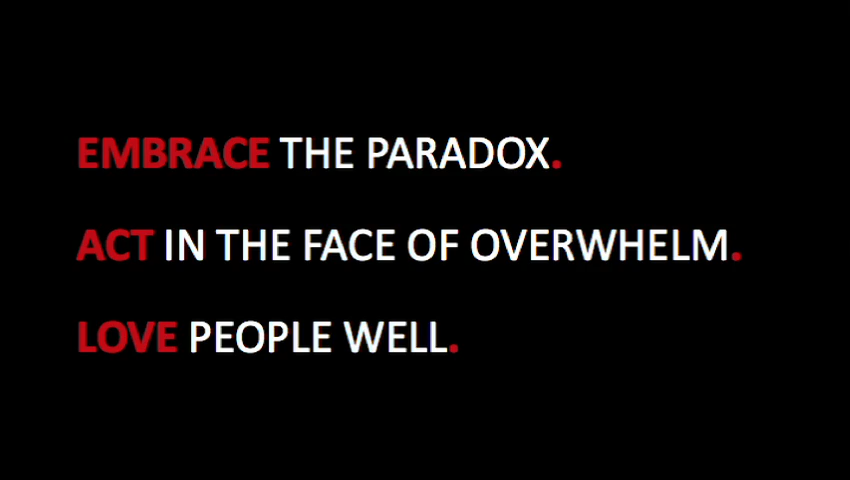 EMBRACE THE PARADOX.
ACT IN THE FACE OF OVERWHELM.
LOVE PEOPLE WELL.